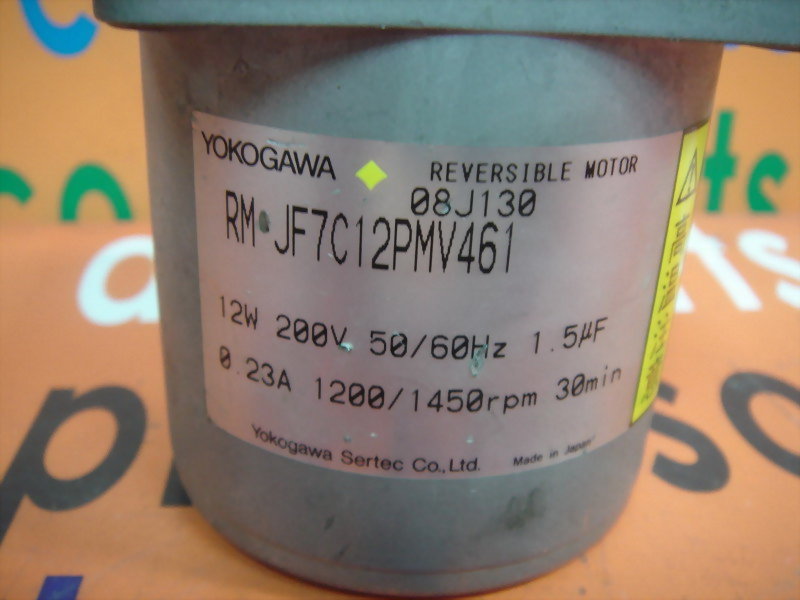 YOKOGAWA
REVERSIBLE MOTOR
08J130
RM•JF7C12PMV461
12W 200V 50/60Hz 1.5μF
0.23A 1200/1450rpm 30min
Yokogawa Sertec Co., Ltd. Made in Japan